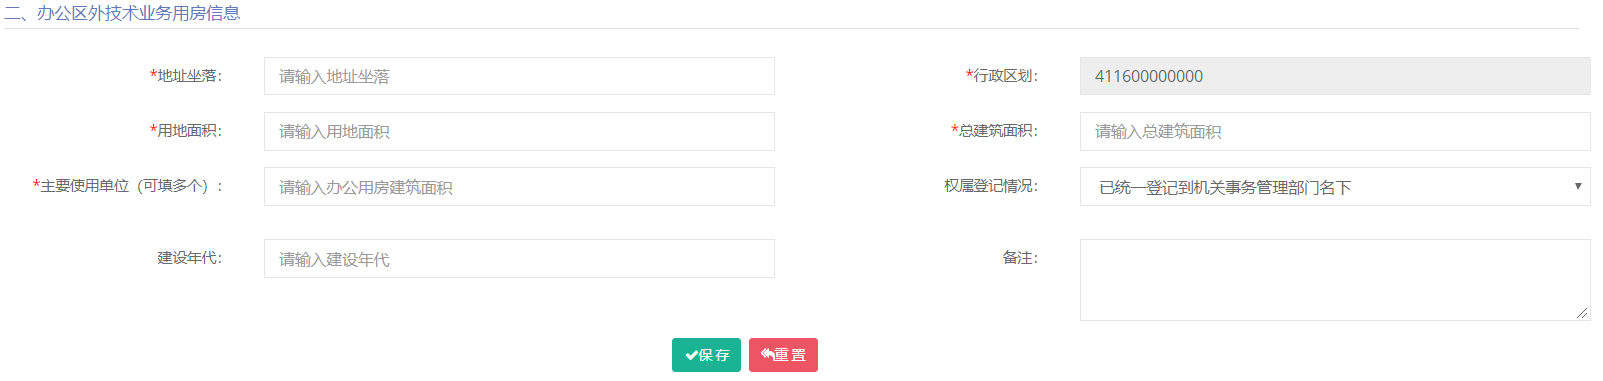 二、办公区外技术业务用房信息
*地址坐落： 请输入地址坐落 *行政区划： 411600000000
*用地面积： 请输入用地面积 *总建筑面积： 请输入总建筑面积
*主要使用单位（可填多个）： 请输入办公用房建筑面积 权属登记情况： 已统一登记到机关事务管理部门名下
建设年代： 请输入建设年代 备注：
保存 重置